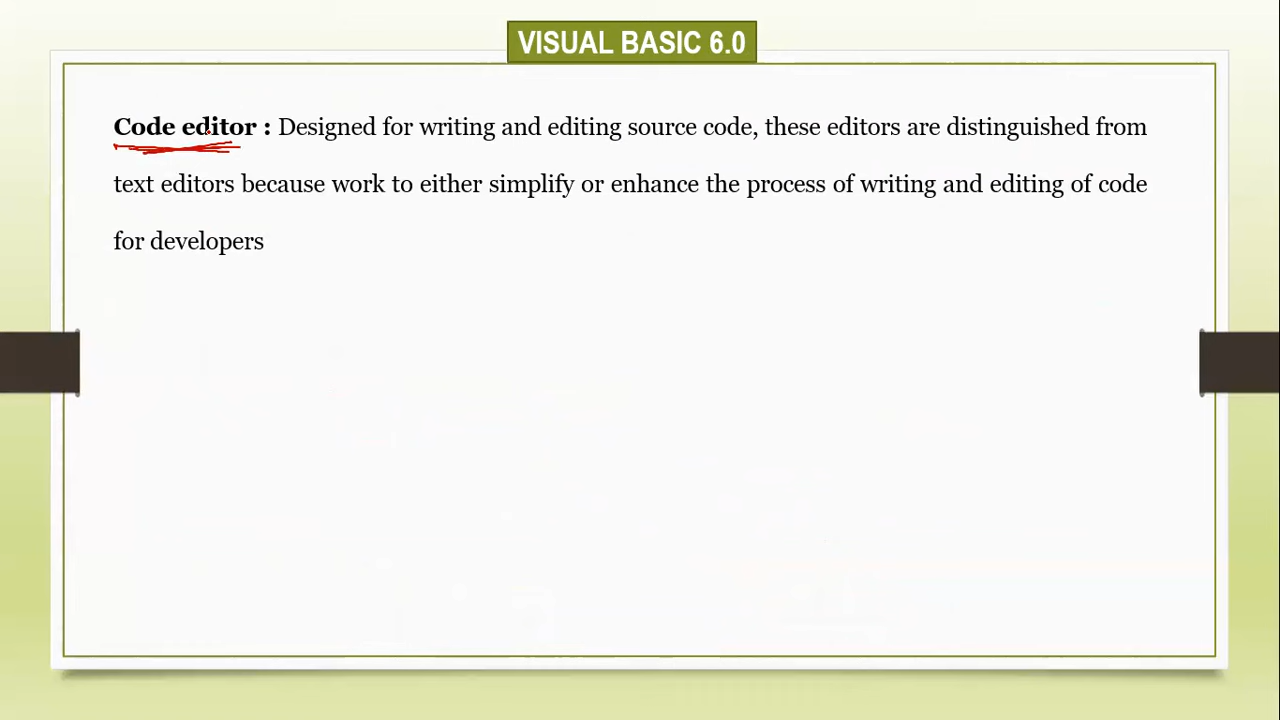 VISUAL BASIC 6.0
Code editor : Designed for writing and editing source code, these editors are distinguished from
text editors because work to either simplify or enhance the process of writing and editing of code
for developers